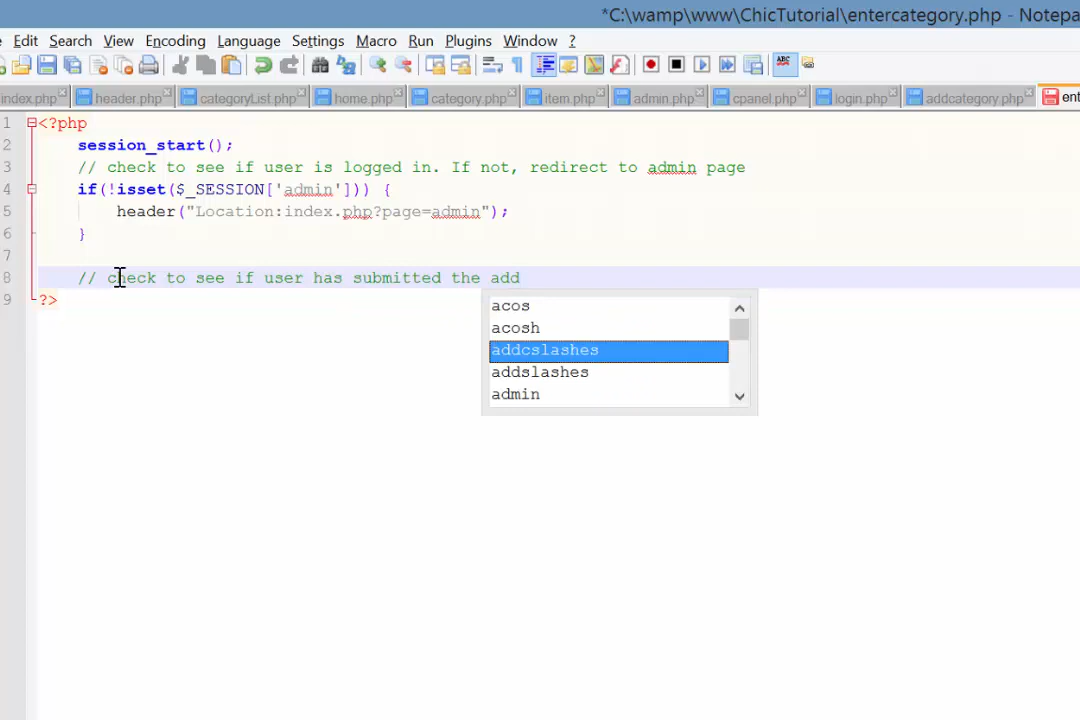 *C:\wamp\www\ChicTutorial\entercategory.php - Notepa
Edit Search View Encoding Language Settings Macro Run Plugins Window ?
index.php header.php categoryList.php home.php category.php item.php admin.php cpanel.php login.php addcategory.php ent
1 <?php
2 session_start();
3 // check to see if user is logged in. If not, redirect to admin page
4 if(!isset($_SESSION['admin'])) {
5 header("Location:index.php?page=admin");
6 }
7
8 // check to see if user has submitted the add
9 ?>
acos
acosh
addcslashes
addslashes
admin